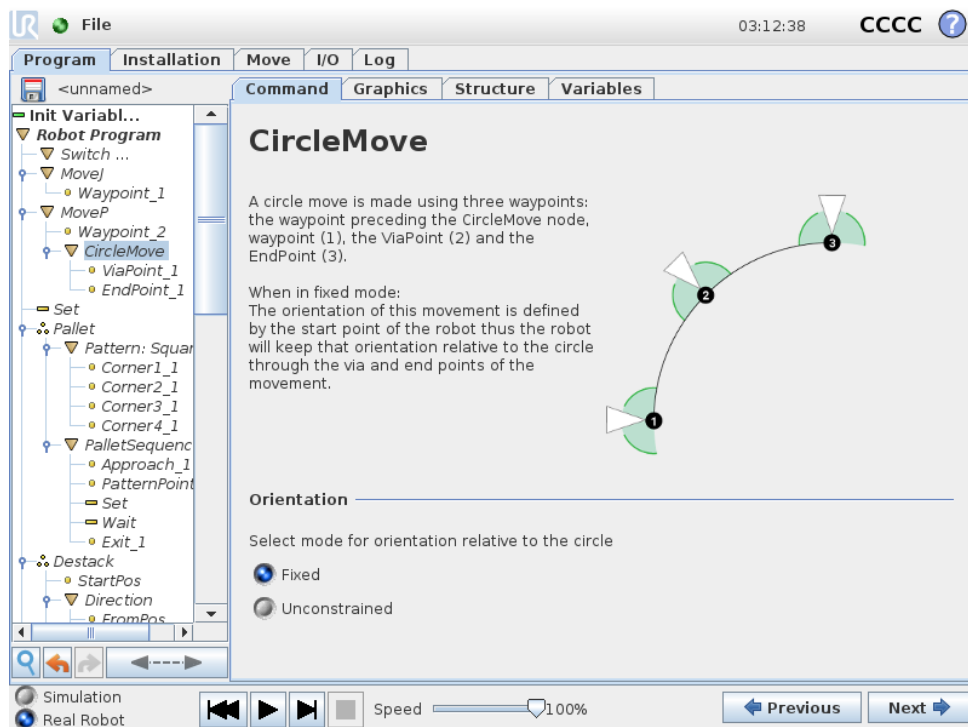 UR File 03:12:38 CCCC ?
Program Installation Move I/O Log
<unnamed>
Command Graphics Structure Variables
Init Variabl...
Robot Program
Switch ...
MoveJ
Waypoint_1
MoveP
Waypoint_2
CircleMove
ViaPoint_1
EndPoint_1
Set
Pallet
Pattern: Squar
Corner1_1
Corner2_1
Corner3_1
Corner4_1
PalletSequenc
Approach_1
PatternPoint
Set
Wait
Exit_1
Destack
StartPos
Direction
FromPos
CircleMove
A circle move is made using three waypoints:
the waypoint preceding the CircleMove node,
waypoint (1), the ViaPoint (2) and the
EndPoint (3).
When in fixed mode:
The orientation of this movement is defined
by the start point of the robot thus the robot
will keep that orientation relative to the circle
through the via and end points of the
movement.
3
2
1
Orientation
Select mode for orientation relative to the circle
Fixed
Unconstrained
Simulation
Real Robot
Speed 100%
Previous Next